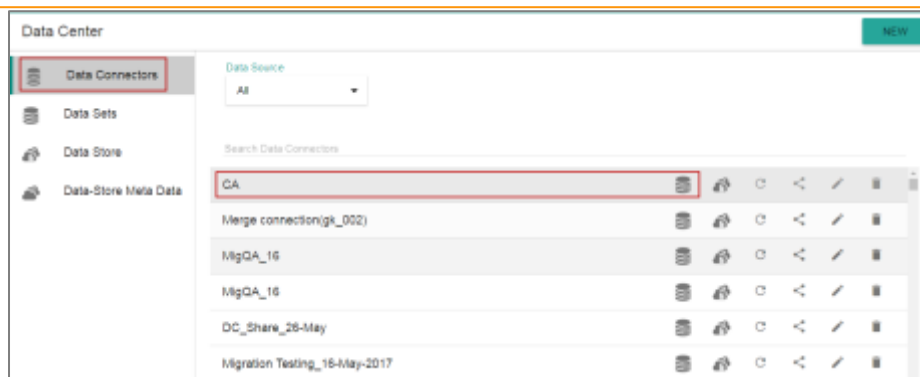 Data Center
NEW
Data Connectors
Data Sets
Data Store
Data-Store Meta Data
Data Source
All
Search Data Connectors
CA
Merge connection(gk_002)
MigQA_16
MigQA_16
DC_Share_26-May
Migration Testing_16-May-2017